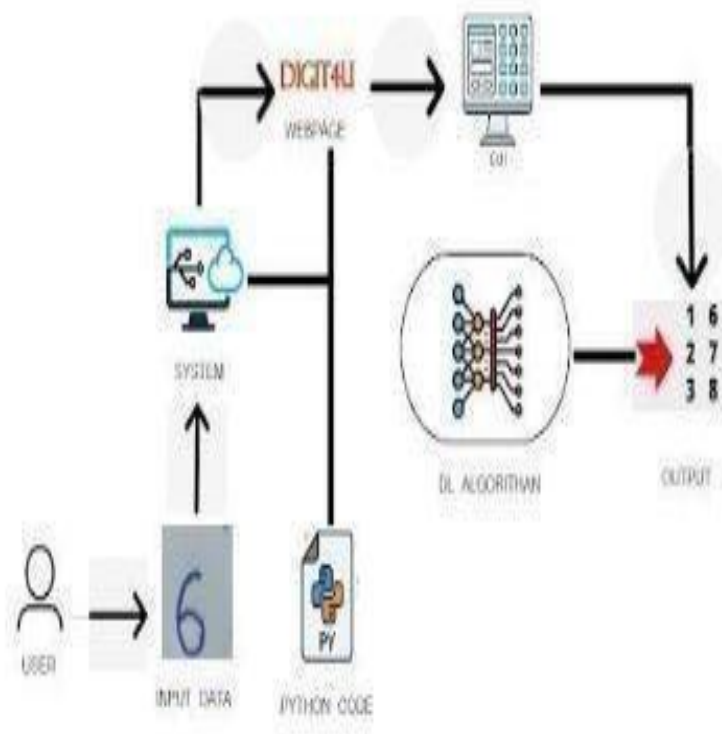 DIGIT4U
WEBPAGE
GUI
SYSTEM
1 6
2 7
3 8
DL ALGORITHAN
OUTPUT
6
PY
USER
INPUT DATA
PYTHON CODE